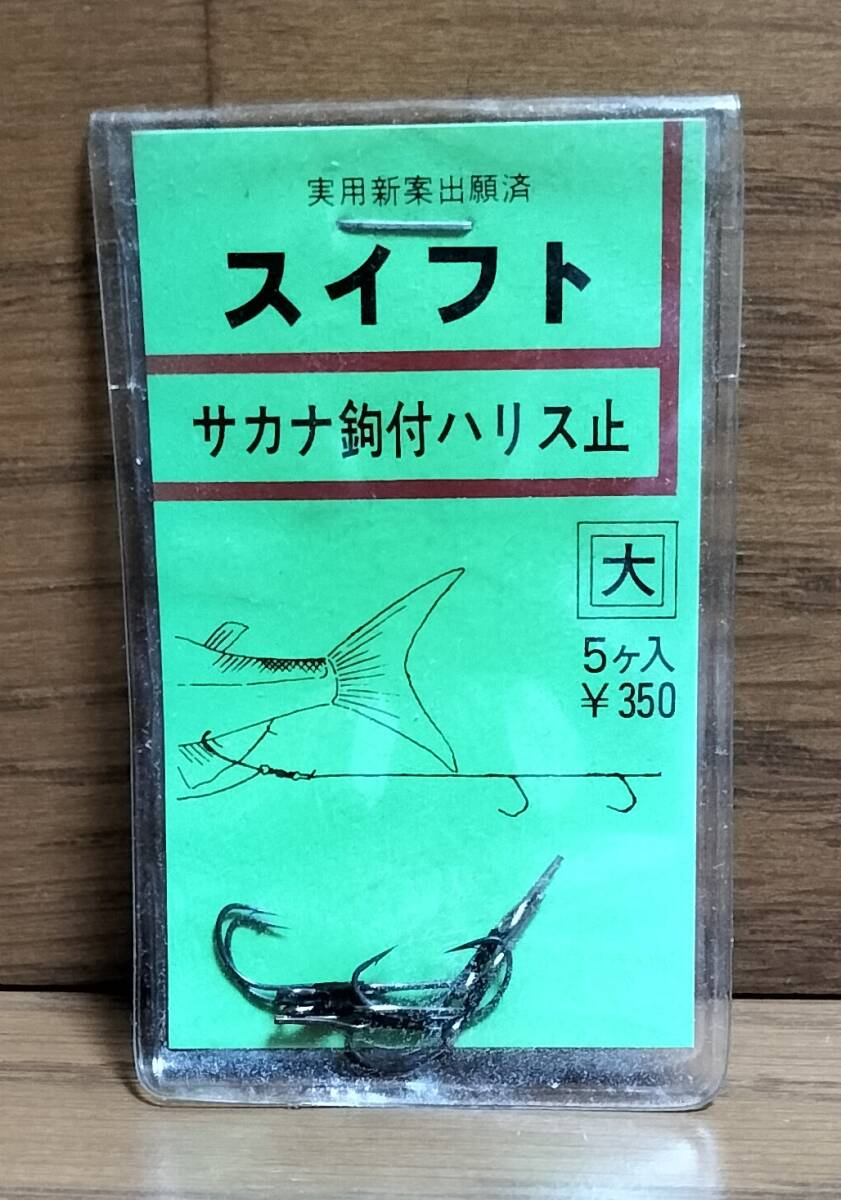 実用新案出願済
スイフト
サカナ鉤付ハリス止
大
5ヶ入
¥350